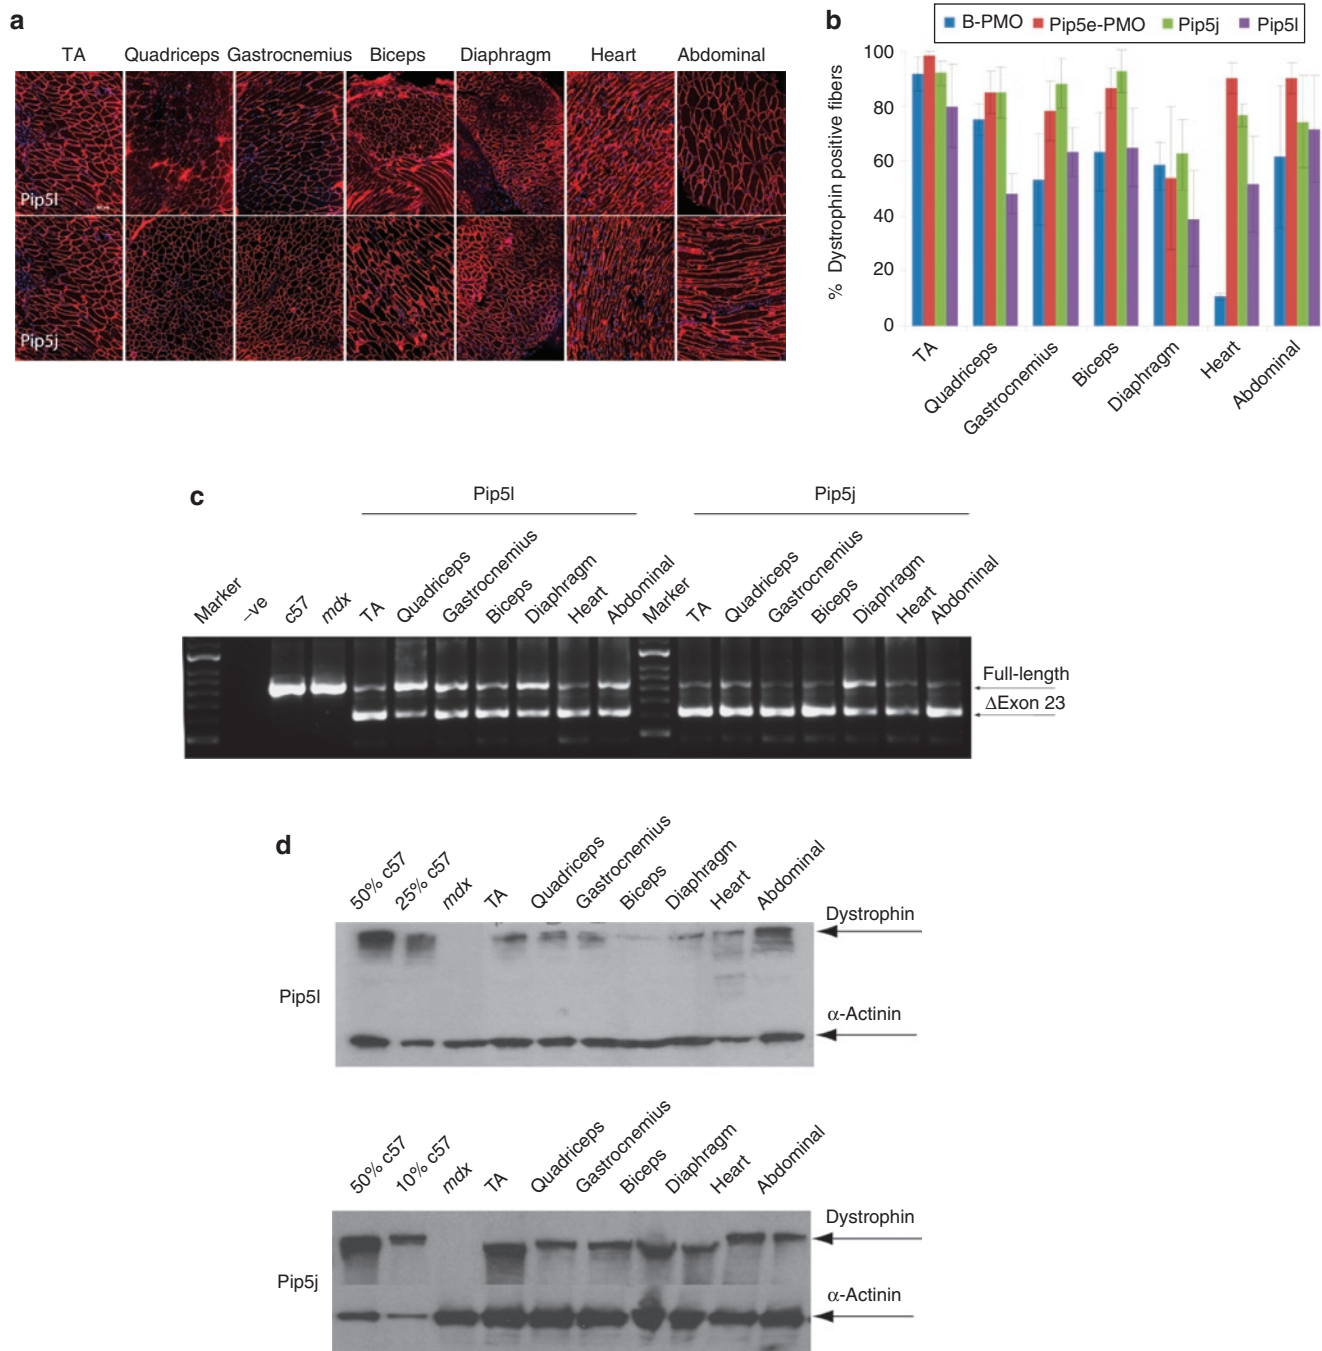 a
TA Quadriceps Gastrocnemius Biceps Diaphragm Heart Abdominal
Pip5l
Pip5j
b
B-PMO Pip5e-PMO Pip5j Pip5l
% Dystrophin positive fibers
100
80
60
40
20
0
TA Quadriceps Gastrocnemius Biceps Diaphragm Heart Abdominal
c
Pip5l Pip5j
Marker –ve c57 mdx TA Quadriceps Gastrocnemius Biceps Diaphragm Heart Abdominal Marker TA Quadriceps Gastrocnemius Biceps Diaphragm Heart Abdominal
Full-length
ΔExon 23
d
50% c57 25% c57 mdx TA Quadriceps Gastrocnemius Biceps Diaphragm Heart Abdominal
Dystrophin
Pip5l
α-Actinin
50% c57 10% c57 mdx TA Quadriceps Gastrocnemius Biceps Diaphragm Heart Abdominal
Dystrophin
Pip5j
α-Actinin